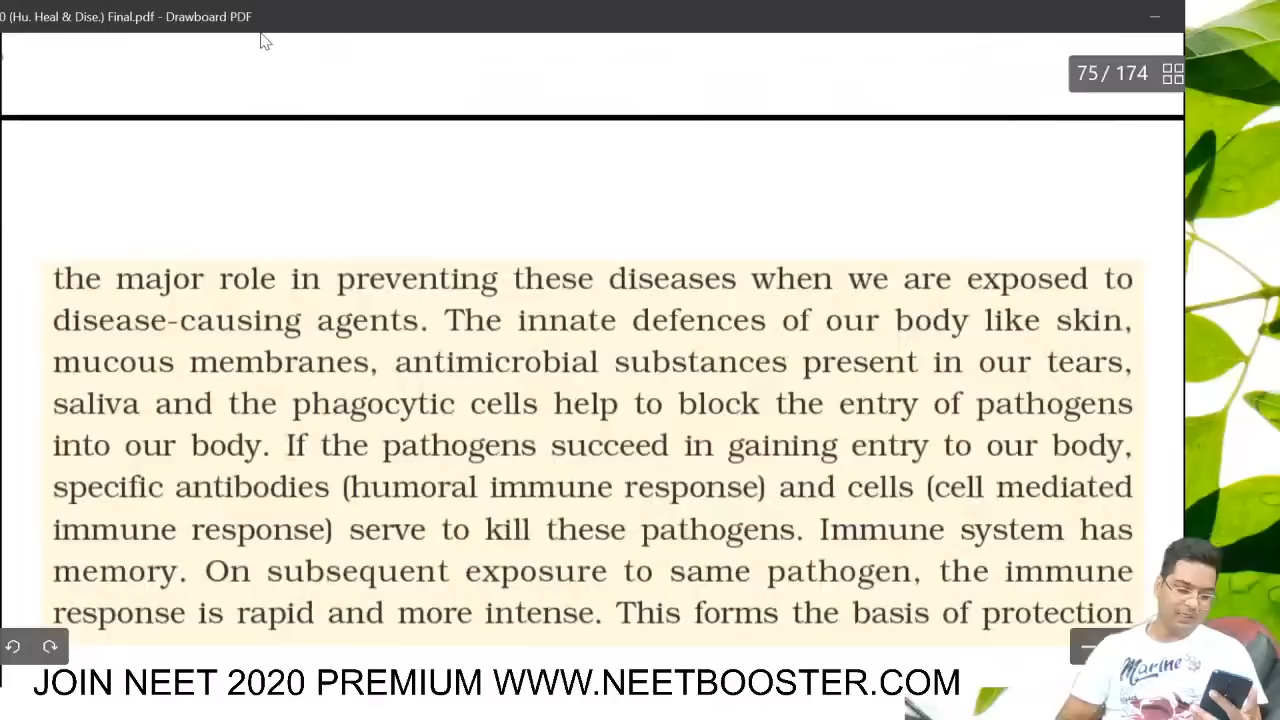 0 (Hu. Heal & Dise.) Final.pdf - Drawboard PDF
75 / 174
the major role in preventing these diseases when we are exposed to
disease-causing agents. The innate defences of our body like skin,
mucous membranes, antimicrobial substances present in our tears,
saliva and the phagocytic cells help to block the entry of pathogens
into our body. If the pathogens succeed in gaining entry to our body,
specific antibodies (humoral immune response) and cells (cell mediated
immune response) serve to kill these pathogens. Immune system has
memory. On subsequent exposure to same pathogen, the immune
response is rapid and more intense. This forms the basis of protection
JOIN NEET 2020 PREMIUM WWW.NEETBOOSTER.COM
Marine